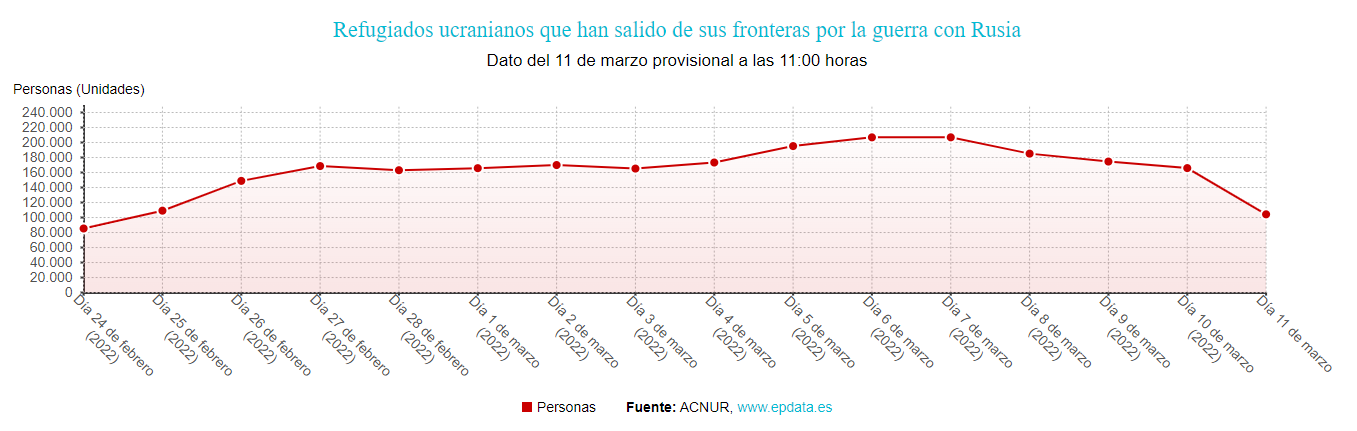 Refugiados ucranianos que han salido de sus fronteras por la guerra con Rusia
Dato del 11 de marzo provisional a las 11:00 horas
Personas (Unidades)
240.000
220.000
200.000
180.000
160.000
140.000
120.000
100.000
80.000
60.000
40.000
20.000
0
Día 24 de febrero
(2022)
Día 25 de febrero
(2022)
Día 26 de febrero
(2022)
Día 27 de febrero
(2022)
Día 28 de febrero
(2022)
Día 1 de marzo
(2022)
Día 2 de marzo
(2022)
Día 3 de marzo
(2022)
Día 4 de marzo
(2022)
Día 5 de marzo
(2022)
Día 6 de marzo
(2022)
Día 7 de marzo
(2022)
Día 8 de marzo
(2022)
Día 9 de marzo
(2022)
Día 10 de marzo
(2022)
Día 11 de marzo
Personas Fuente: ACNUR, www.epdata.es